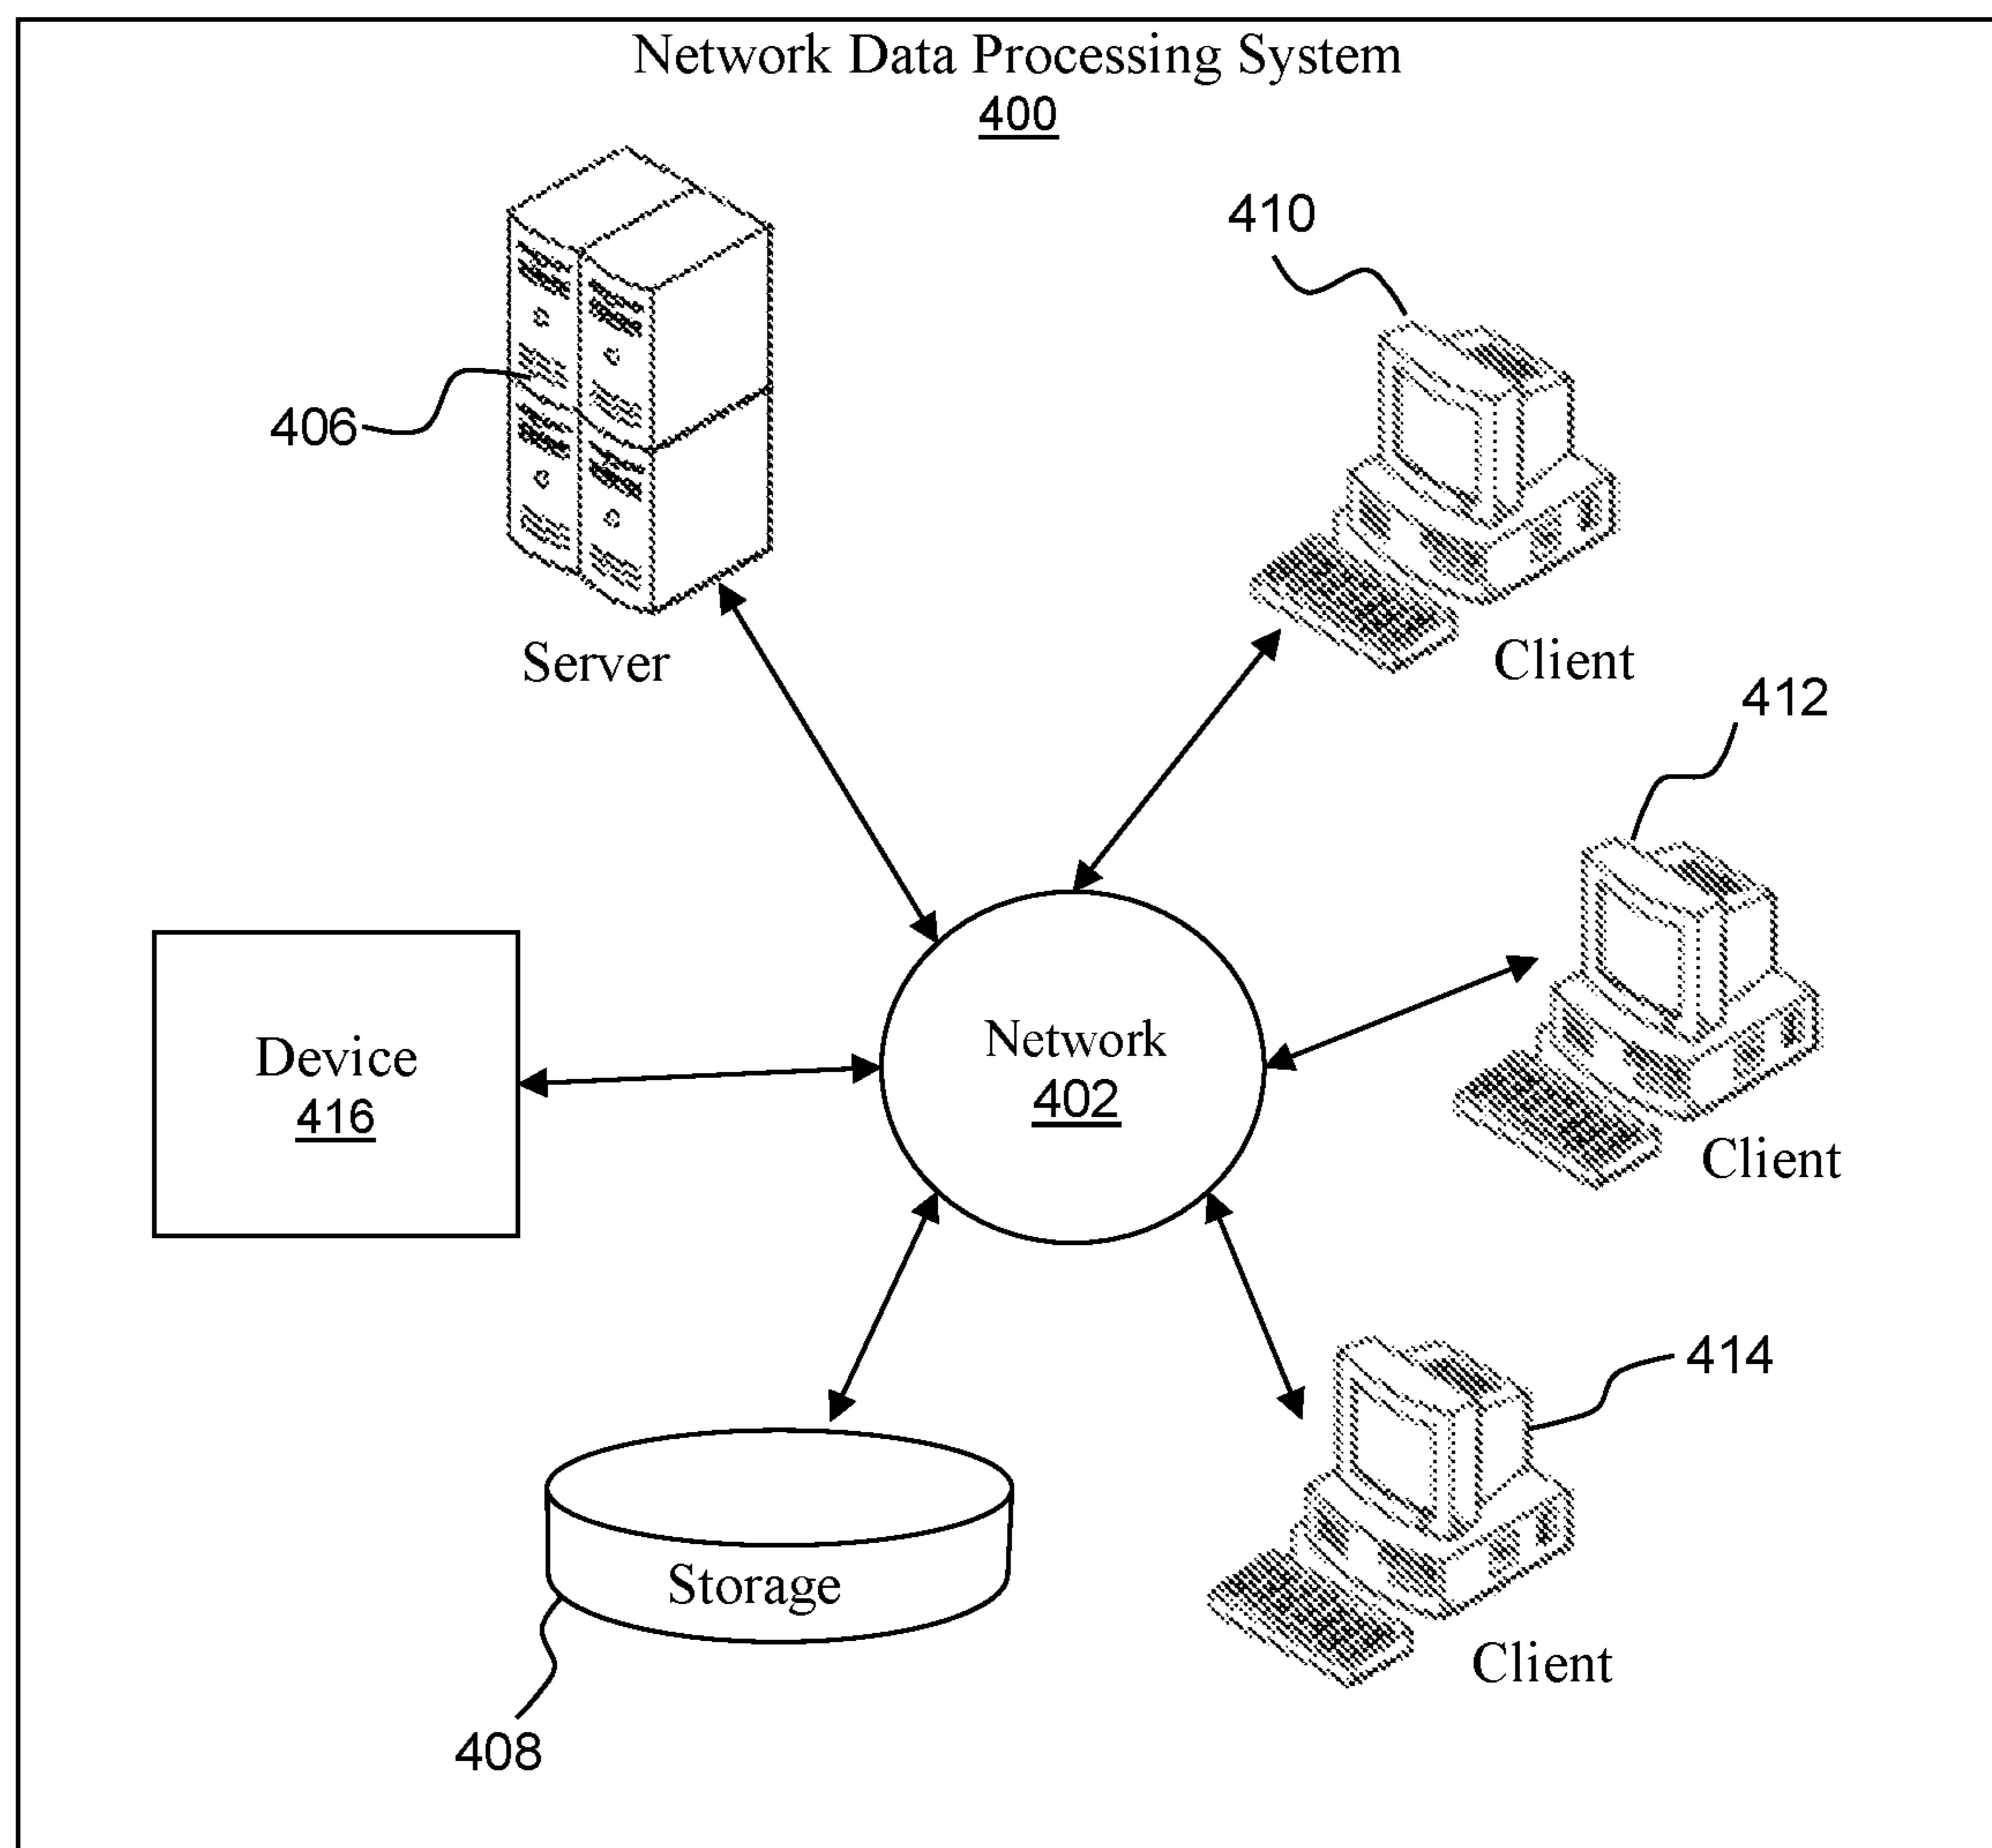 Network Data Processing System
400
410
406
Server
Client
412
Network
402
Device
416
Client
414
Storage
Client
408